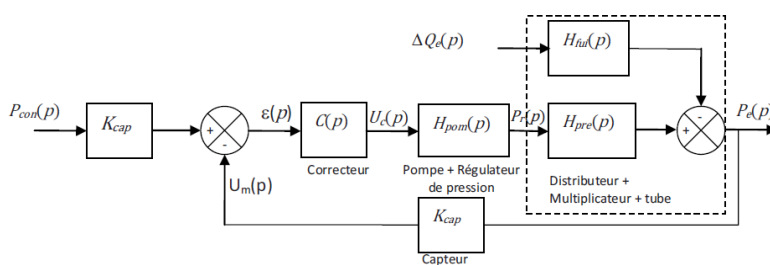 ΔQe(p)
Hfui(p)
Pcon(p)
Kcap
+
-
ε(p)
C(p)
Uc(p)
Hpom(p)
Pr(p)
Hpre(p)
-
+
Pe(p)
Um(p)
Correcteur
Pompe + Régulateur
de pression
Distributeur +
Multiplicateur + tube
Kcap
Capteur